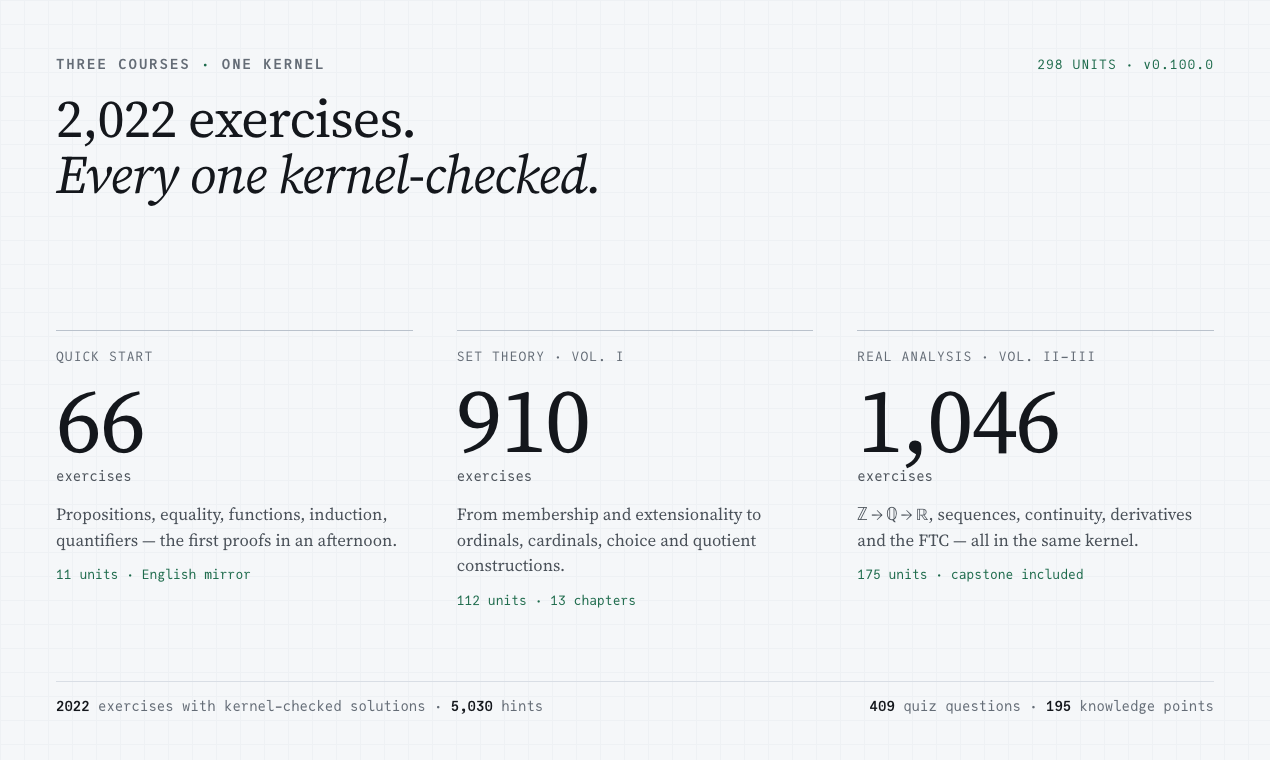 THREE COURSES · ONE KERNEL
298 UNITS · v0.100.0
2,022 exercises.
Every one kernel-checked.
QUICK START
66
exercises
Propositions, equality, functions, induction,
quantifiers — the first proofs in an afternoon.
11 units · English mirror
SET THEORY · VOL. I
910
exercises
From membership and extensionality to
ordinals, cardinals, choice and quotient
constructions.
112 units · 13 chapters
REAL ANALYSIS · VOL. II–III
1,046
exercises
ℤ → ℚ → ℝ, sequences, continuity, derivatives
and the FTC — all in the same kernel.
175 units · capstone included
2022 exercises with kernel-checked solutions · 5,030 hints
409 quiz questions · 195 knowledge points